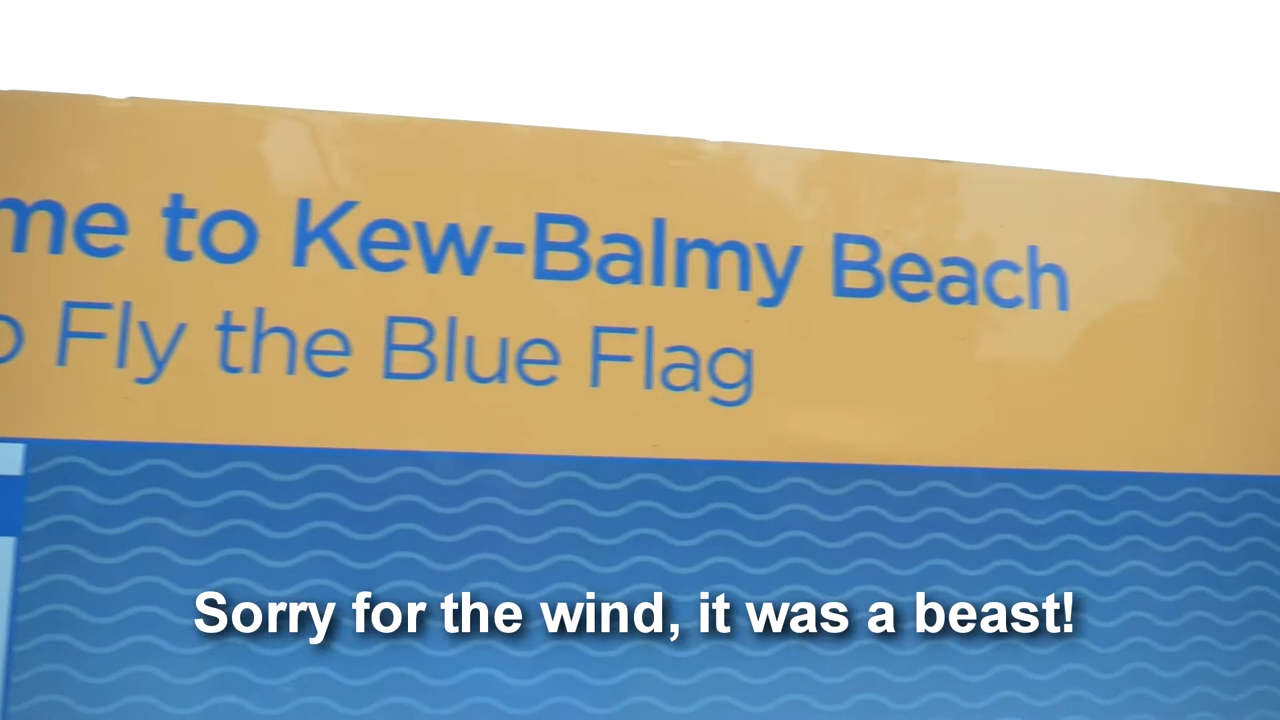 me to Kew-Balmy Beach
o Fly the Blue Flag
Sorry for the wind, it was a beast!